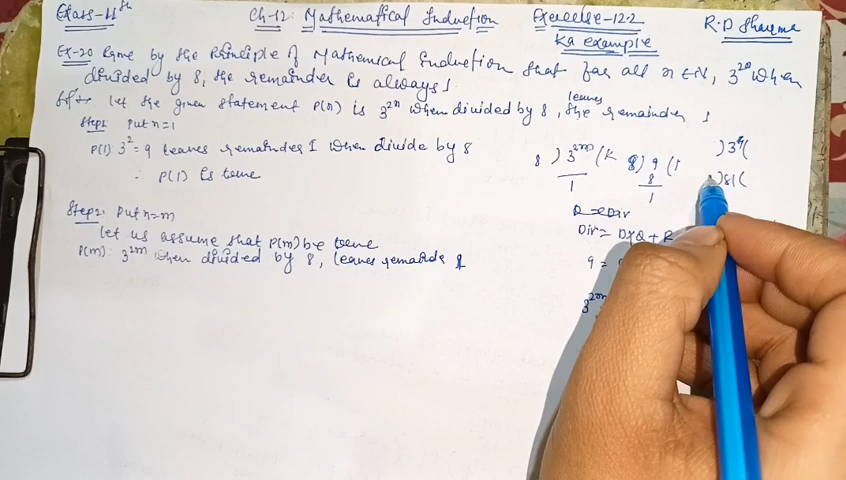 Class-11th Ch-12: Mathematical Induction Exercise-12.2 R.D Sharma
Ka example
Ex-20 Prove by the Principle of Mathematical Induction that for all n ∈ N, 3^2n when
divided by 8, the remainder is always 1
Let the given statement P(n) is 3^2n when divided by 8, leaves the remainder 1
Step1: Put n=1
P(1): 3^2 = 9 leaves remainder 1 when divide by 8
∴ P(1) is true
8 ) 3^2m ( K
1
8) 9 (1
8
1
) 3^4 (
) 81 (
Step2: Put n=m
Let us assume that P(m) be true
P(m): 3^2m when divided by 8, leaves remainder 1
Div = D×Q + R
9 =
3^2m